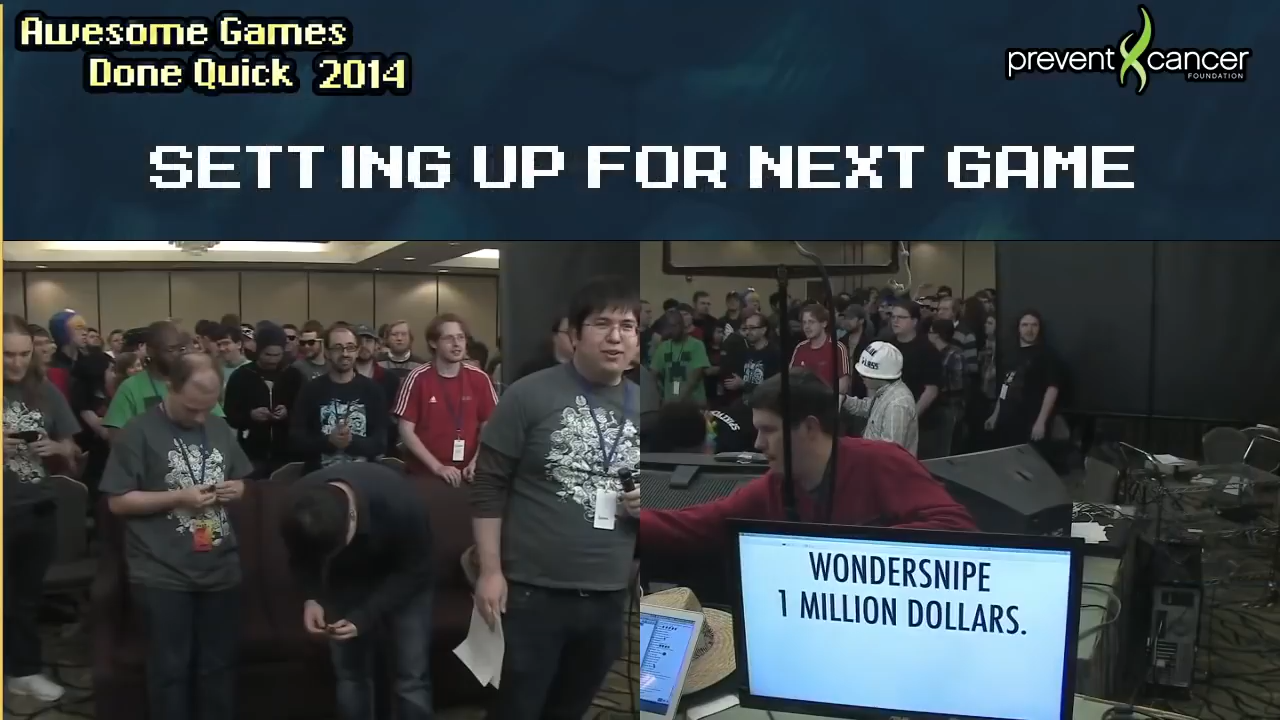 Awesome Games
Done Quick 2014
prevent cancer
FOUNDATION
SETTING UP FOR NEXT GAME
WONDERSNIPE
1 MILLION DOLLARS.